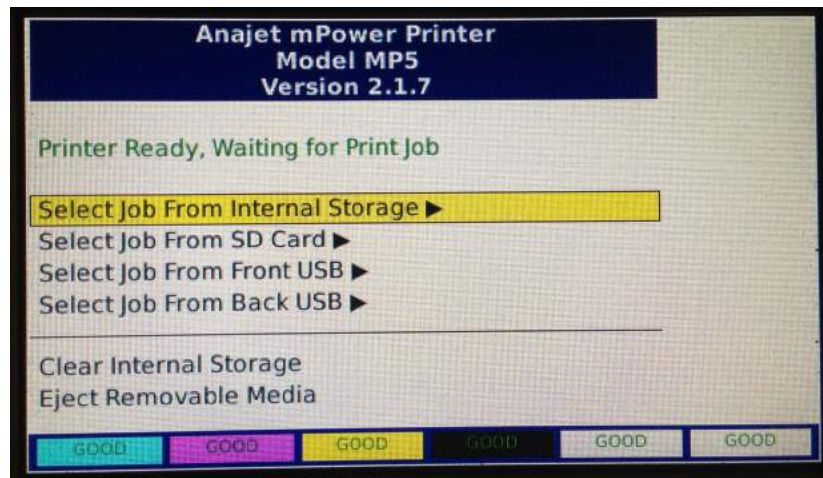 Anajet mPower Printer
Model MP5
Version 2.1.7
Printer Ready, Waiting for Print Job
Select Job From Internal Storage ▶
Select Job From SD Card ▶
Select Job From Front USB ▶
Select Job From Back USB ▶
Clear Internal Storage
Eject Removable Media
GOOD GOOD GOOD GOOD GOOD GOOD